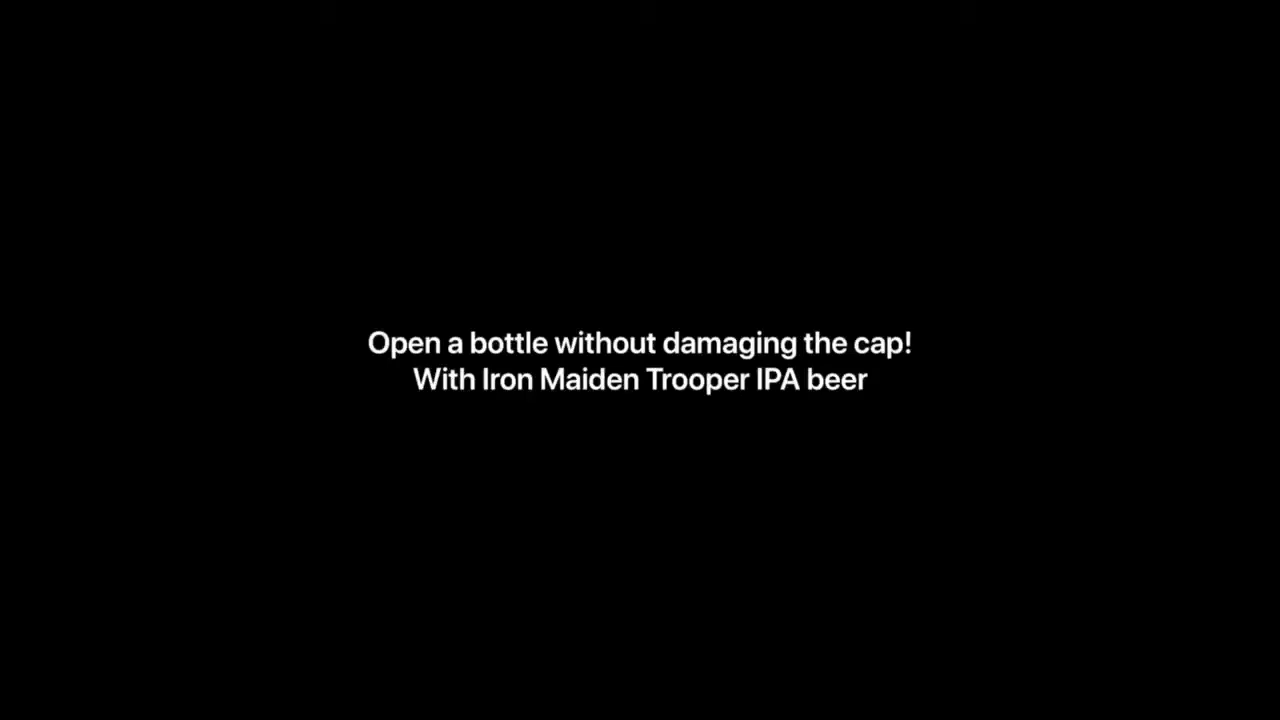 Open a bottle without damaging the cap!
With Iron Maiden Trooper IPA beer